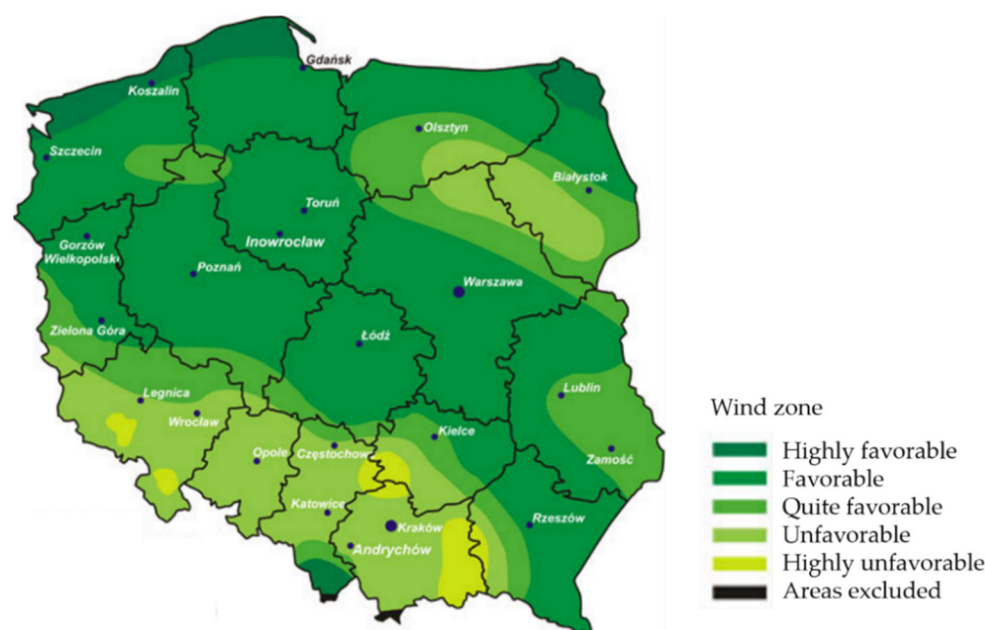 Gdańsk
Koszalin
Olsztyn
Szczecin
Białystok
Toruń
Inowrocław
Gorzów
Wielkopolski
Poznań
Warszawa
Zielona Góra
Łódź
Legnica
Lublin
Wrocław
Kielce
Opole
Częstochow
Zamość
Katowice
Kraków
Rzeszów
Andrychów
Wind zone
Highly favorable
Favorable
Quite favorable
Unfavorable
Highly unfavorable
Areas excluded